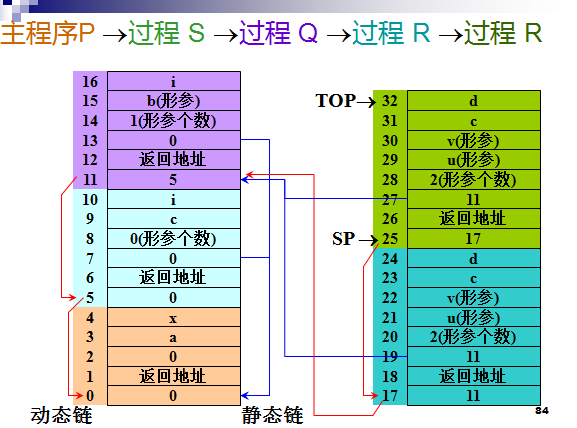 主程序P →过程 S →过程 Q →过程 R →过程 R
16 i
15 b(形参)
14 1(形参个数)
13 0
12 返回地址
11 5
10 i
9 c
8 0(形参个数)
7 0
6 返回地址
5 0
4 x
3 a
2 0
1 返回地址
0 0
动态链
静态链
TOP→ 32 d
31 c
30 v(形参)
29 u(形参)
28 2(形参个数)
27 11
26 返回地址
SP→ 25 17
24 d
23 c
22 v(形参)
21 u(形参)
20 2(形参个数)
19 11
18 返回地址
17 11
84